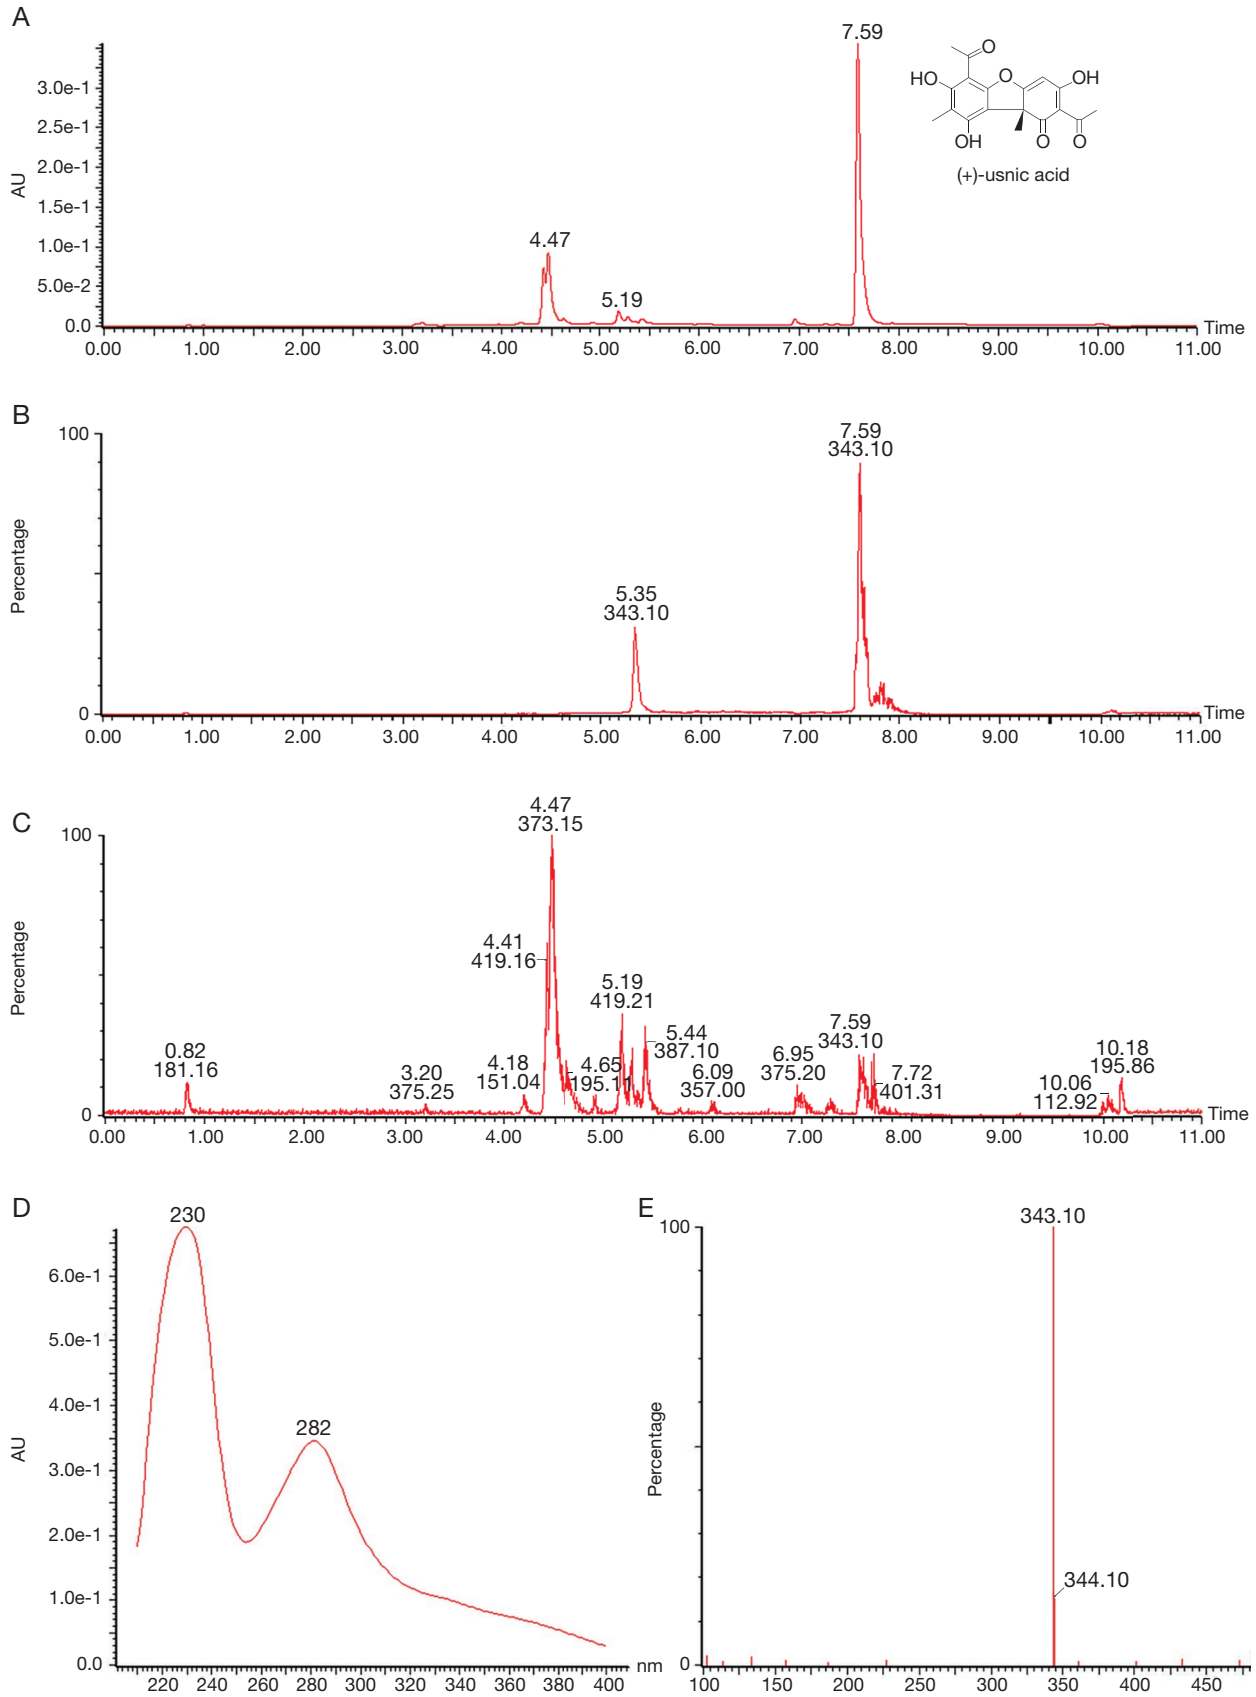 A
7.59
O
HO
O
OH
3.0e-1
2.5e-1
2.0e-1
OH
O
O
AU
1.5e-1
(+)-usnic acid
1.0e-1
4.47
5.0e-2
5.19
0.0
Time
0.00 1.00 2.00 3.00 4.00 5.00 6.00 7.00 8.00 9.00 10.00 11.00
B
100
7.59
343.10
Percentage
5.35
343.10
0
Time
0.00 1.00 2.00 3.00 4.00 5.00 6.00 7.00 8.00 9.00 10.00 11.00
C
100
4.47
373.15
Percentage
4.41
419.16
5.19
419.21
0.82
181.16
3.20
375.25
4.18
151.04
4.65
195.11
5.44
387.10
6.09
357.00
6.95
375.20
7.59
343.10
7.72
401.31
10.06
112.92
10.18
195.86
0
Time
0.00 1.00 2.00 3.00 4.00 5.00 6.00 7.00 8.00 9.00 10.00 11.00
D
230
6.0e-1
5.0e-1
4.0e-1
282
AU
3.0e-1
2.0e-1
1.0e-1
0.0
nm
220 240 260 280 300 320 340 360 380 400
E
100
343.10
Percentage
344.10
0
100 150 200 250 300 350 400 450